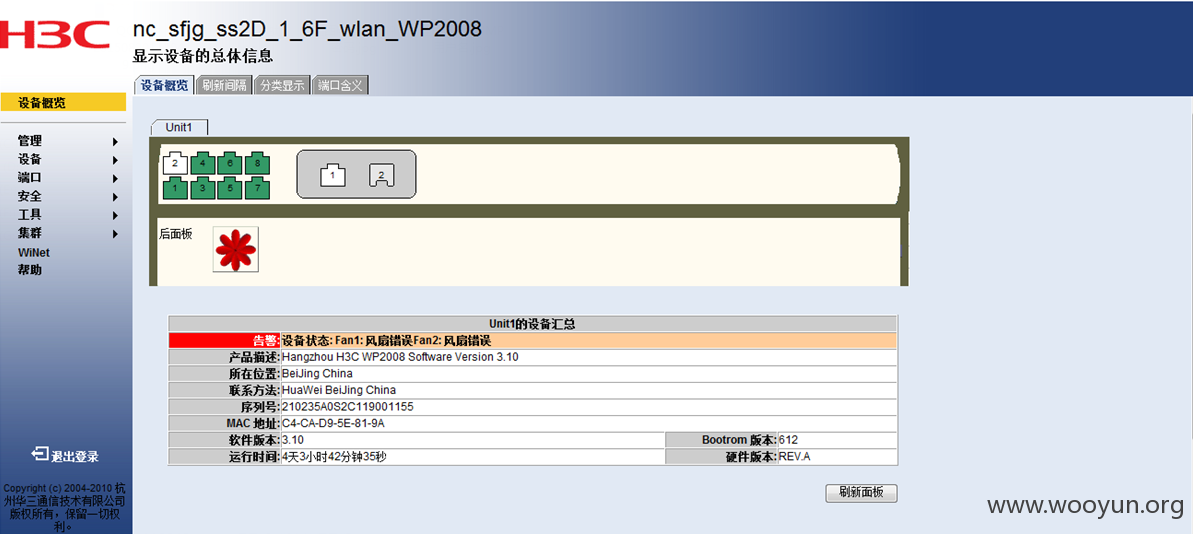 H3C
nc_sfjg_ss2D_1_6F_wlan_WP2008
显示设备的总体信息
设备概览 刷新间隔 分类显示 端口含义
设备概览
管理
设备
端口
安全
工具
集群
WiNet
帮助
退出登录
Copyright (c) 2004-2010 杭
州华三通信技术有限公司
版权所有，保留一切权
利。
Unit1
2 4 6 8
1 3 5 7
1 2
后面板
Unit1的设备汇总
告警: 设备状态: Fan1: 风扇错误Fan2: 风扇错误
产品描述: Hangzhou H3C WP2008 Software Version 3.10
所在位置: BeiJing China
联系方法: HuaWei BeiJing China
序列号: 210235A0S2C119001155
MAC 地址: C4-CA-D9-5E-81-9A
软件版本: 3.10 Bootrom 版本: 612
运行时间: 4天3小时42分钟35秒 硬件版本: REV.A
刷新面板
www.wooyun.org